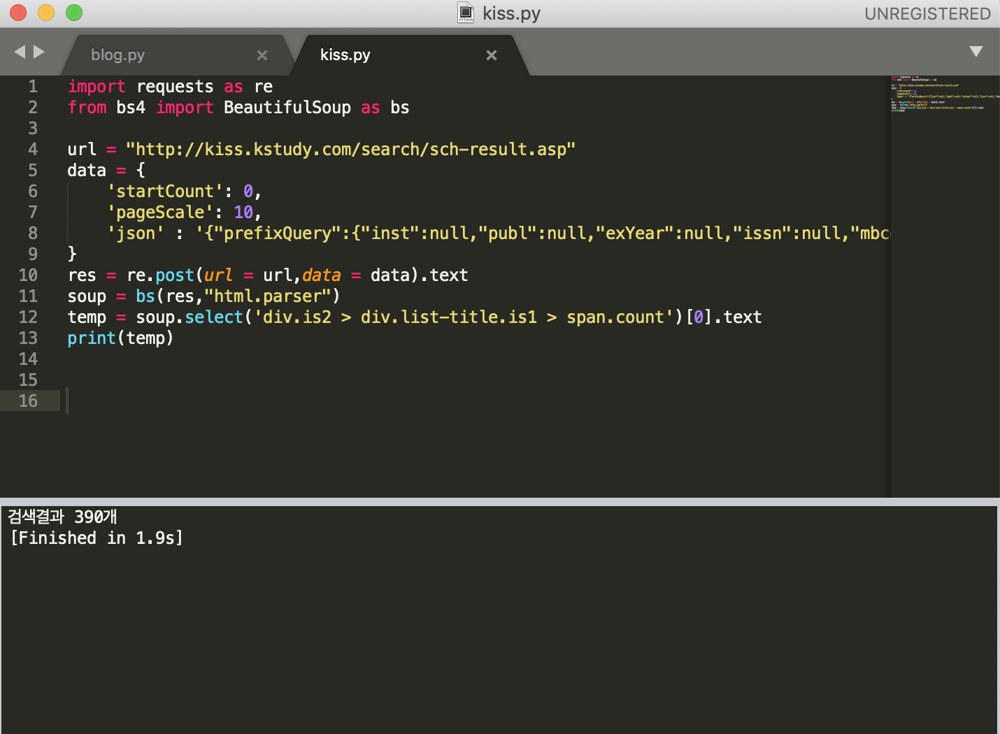 kiss.py
UNREGISTERED
blog.py
kiss.py
1 import requests as re
2 from bs4 import BeautifulSoup as bs
3
4 url = "http://kiss.kstudy.com/search/sch-result.asp"
5 data = {
6 'startCount': 0,
7 'pageScale': 10,
8 'json' : '{"prefixQuery":{"inst":null,"publ":null,"exYear":null,"issn":null,"mbc
9 }
10 res = re.post(url = url,data = data).text
11 soup = bs(res,"html.parser")
12 temp = soup.select('div.is2 > div.list-title.is1 > span.count')[0].text
13 print(temp)
14
15
16
검색결과 390개
[Finished in 1.9s]